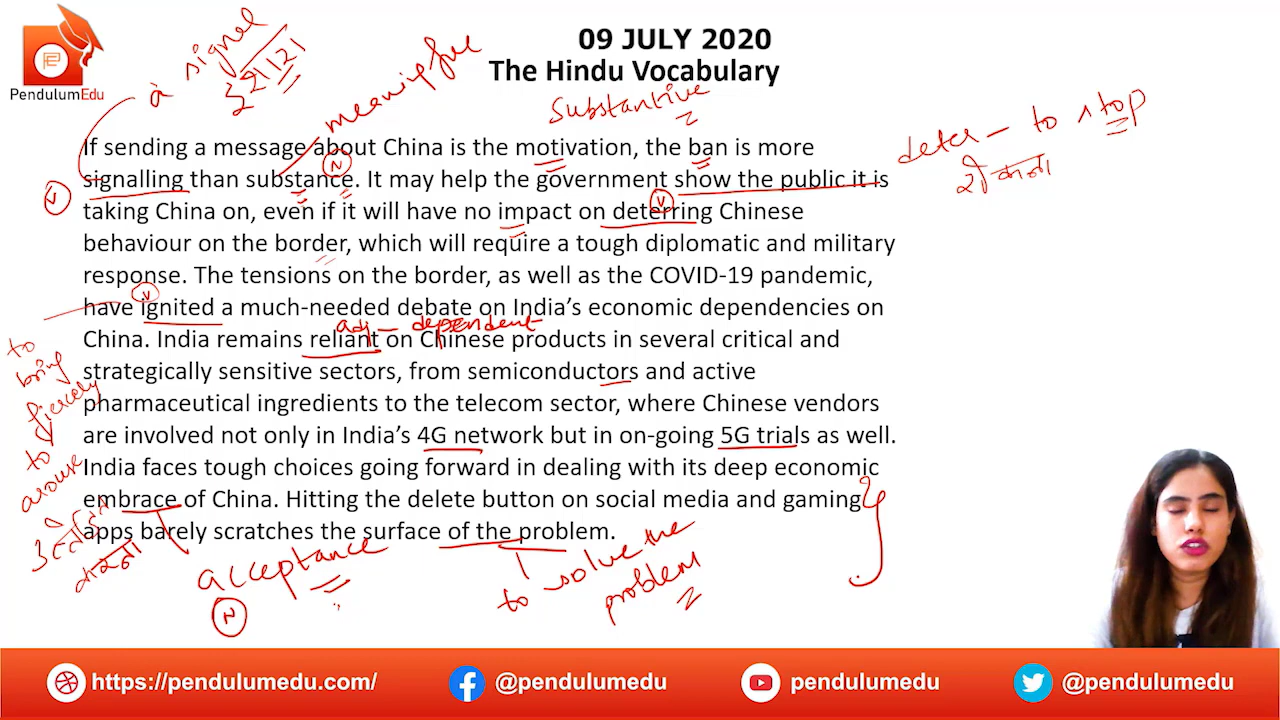 09 JULY 2020
The Hindu Vocabulary
PendulumEdu
a signal
इशारा
meaningful
Substantive
deter – to stop
रोकना
If sending a message about China is the motivation, the ban is more
signalling than substance. It may help the government show the public it is
taking China on, even if it will have no impact on deterring Chinese
behaviour on the border, which will require a tough diplomatic and military
response. The tensions on the border, as well as the COVID-19 pandemic,
have ignited a much-needed debate on India's economic dependencies on
China. India remains reliant on Chinese products in several critical and
strategically sensitive sectors, from semiconductors and active
pharmaceutical ingredients to the telecom sector, where Chinese vendors
are involved not only in India's 4G network but in on-going 5G trials as well.
India faces tough choices going forward in dealing with its deep economic
embrace of China. Hitting the delete button on social media and gaming
apps barely scratches the surface of the problem.
N
V
V
V
adj – dependent
to
bring
fiercely
to
arouse
करना
acceptance
N
to solve the
problem
https://pendulumedu.com/
@pendulumedu
pendulumedu
@pendulumedu